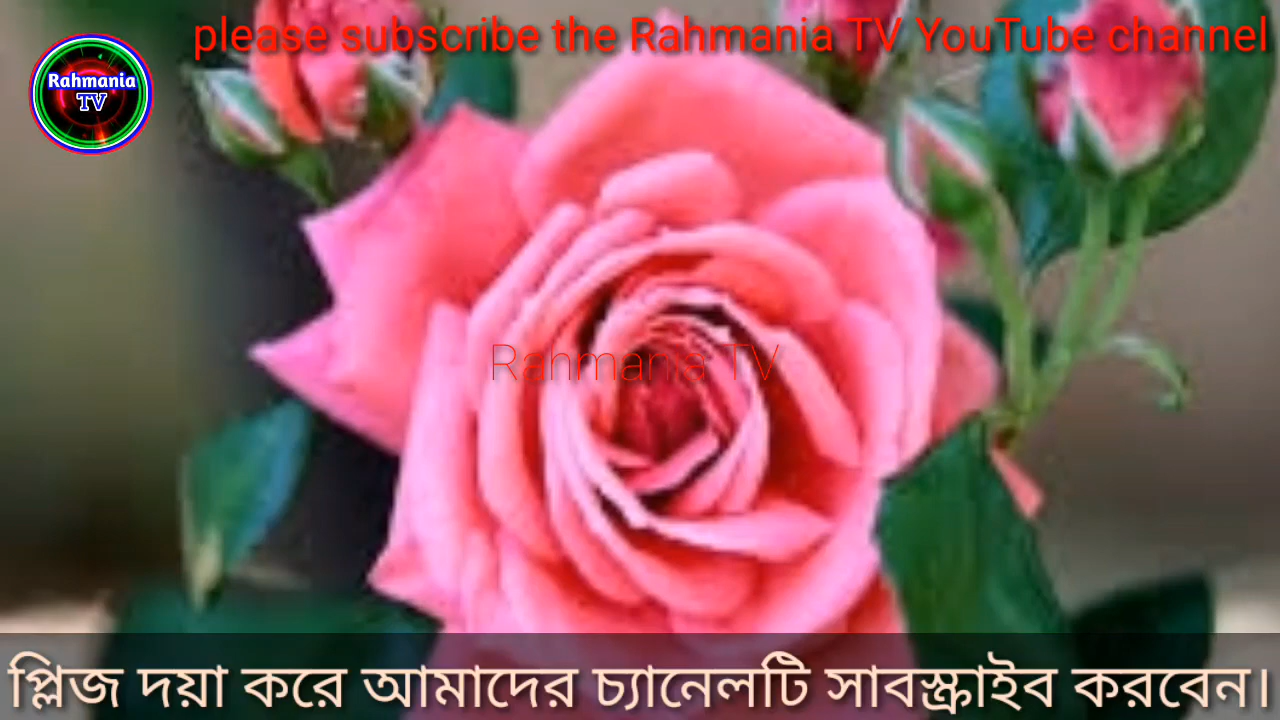 please subscribe the Rahmania TV YouTube channel
Rahmania
TV
Rahmania TV
প্লিজ দয়া করে আমাদের চ্যানেলটি সাবস্ক্রাইব করবেন।